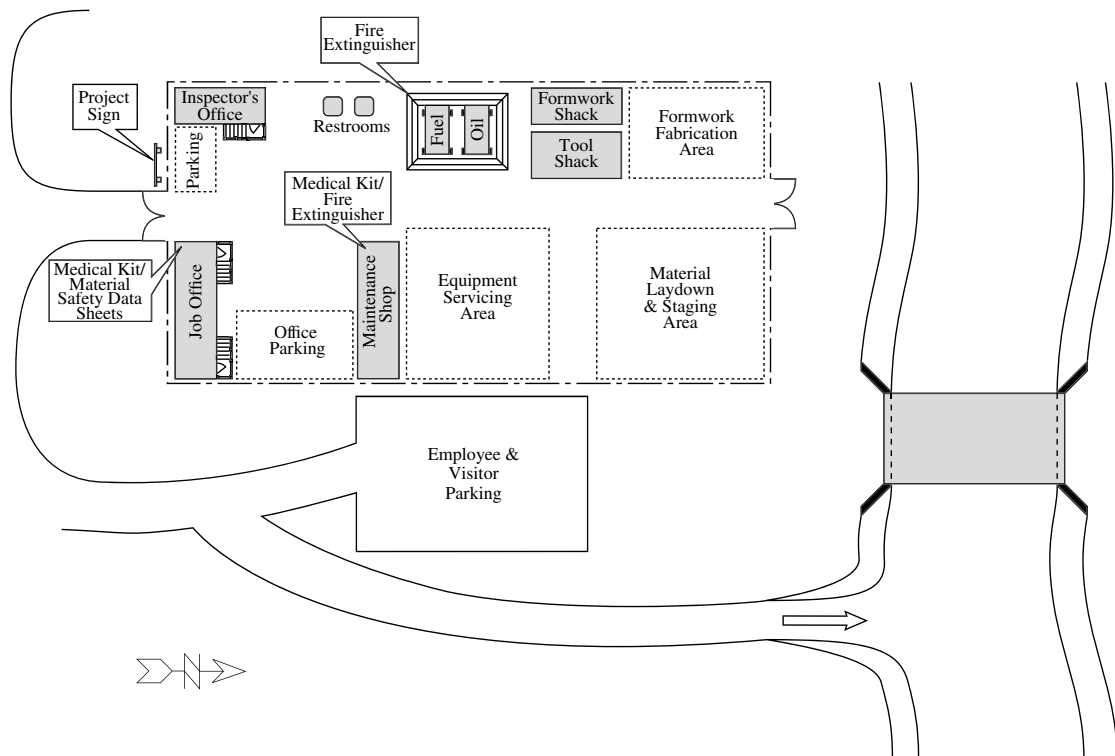 Fire
Extinguisher
Project
Sign
Inspector's
Office
Restrooms
Fuel
Oil
Formwork
Shack
Tool
Shack
Formwork
Fabrication
Area
Parking
Medical Kit/
Fire
Extinguisher
Medical Kit/
Material
Safety Data
Sheets
Job Office
Office
Parking
Maintenance
Shop
Equipment
Servicing
Area
Material
Laydown
& Staging
Area
Employee &
Visitor
Parking
N